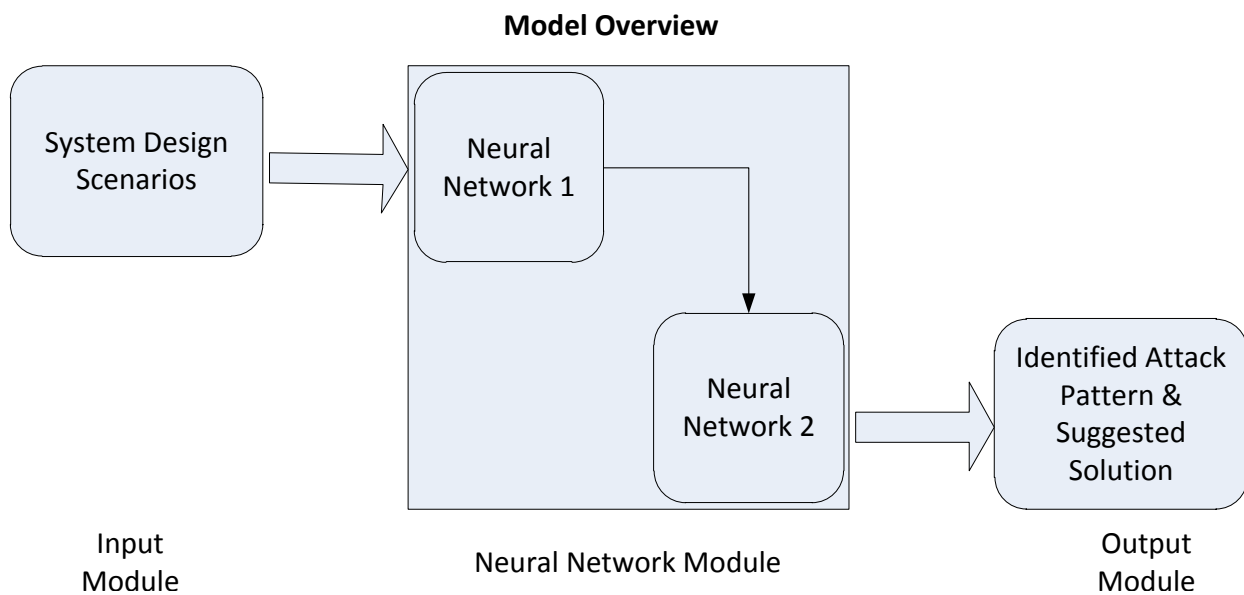 Model Overview
System Design
Scenarios
Neural
Network 1
Neural
Network 2
Identified Attack
Pattern &
Suggested
Solution
Input
Module
Neural Network Module
Output
Module